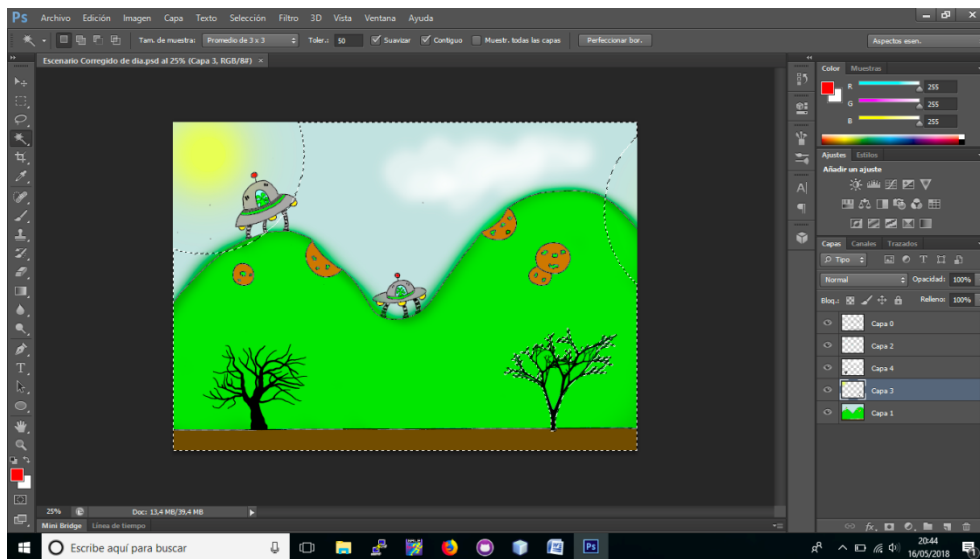 Ps Archivo Edición Imagen Capa Texto Selección Filtro 3D Vista Ventana Ayuda
Tam. de muestra: Promedio de 3 x 3 Toler.: 50 Suavizar Contiguo Muestr. todas las capas Perfeccionar bor. Aspectos esen.
Escenario Corregido de dia.psd al 25% (Capa 3, RGB/8#) ×
Color Muestras
R 255
G 255
B 255
Ajustes Estilos
Añadir un ajuste
Capas Canales Trazados
Tipo
Normal Opacidad: 100%
Bloq.: Relleno: 100%
Capa 0
Capa 2
Capa 4
Capa 3
Capa 1
25% Doc: 13,4 MB/39,4 MB
Mini Bridge Línea de tiempo
Escribe aquí para buscar
Ps
20:44
16/05/2018